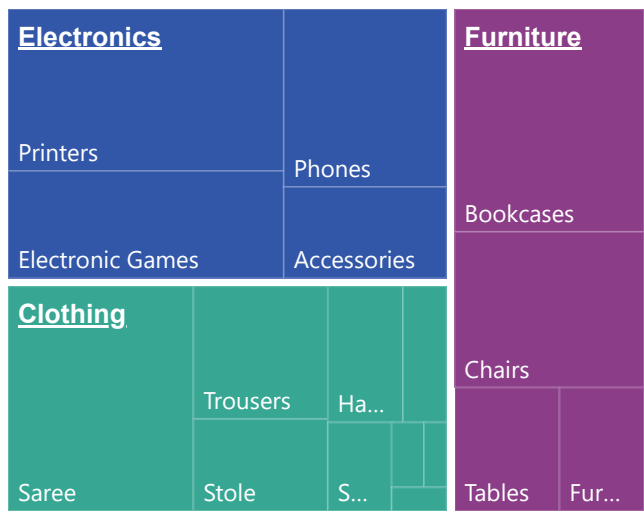 Electronics
Printers
Phones
Electronic Games
Accessories
Furniture
Bookcases
Chairs
Tables
Fur...
Clothing
Saree
Trousers
Stole
Ha...
S...